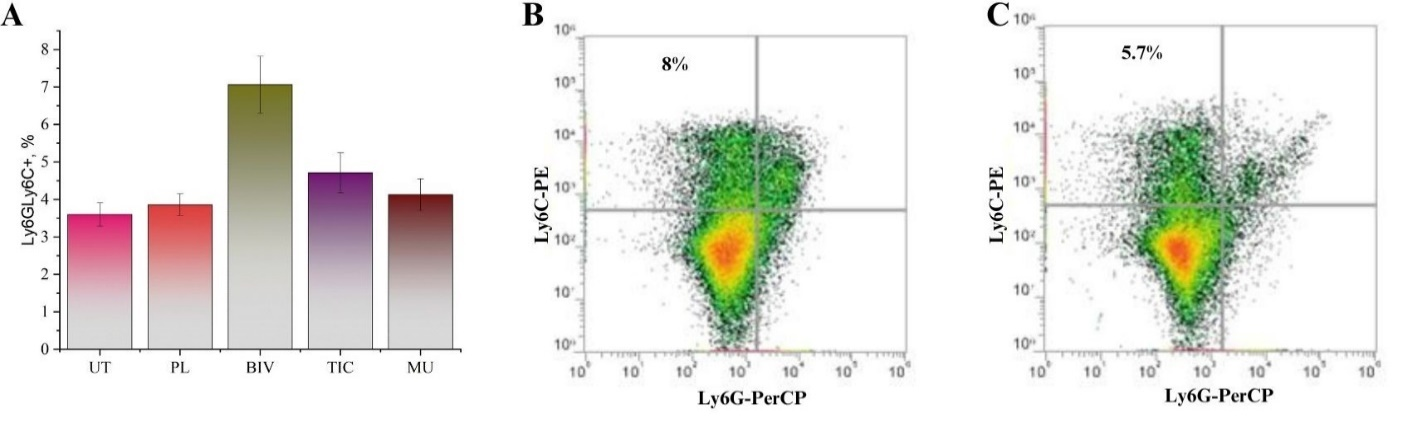 A
Ly6GLy6C+, %
8
7
6
5
4
3
2
1
0
UT PL BIV TIC MU
B
8%
Ly6C-PE
10⁶
10⁵
10⁴
10³
10²
10¹
10⁰
10⁰ 10¹ 10² 10³ 10⁴ 10⁵ 10⁶
Ly6G-PerCP
C
5.7%
Ly6C-PE
10⁶
10⁵
10⁴
10³
10²
10¹
10⁰
10⁰ 10¹ 10² 10³ 10⁴ 10⁵ 10⁶
Ly6G-PerCP